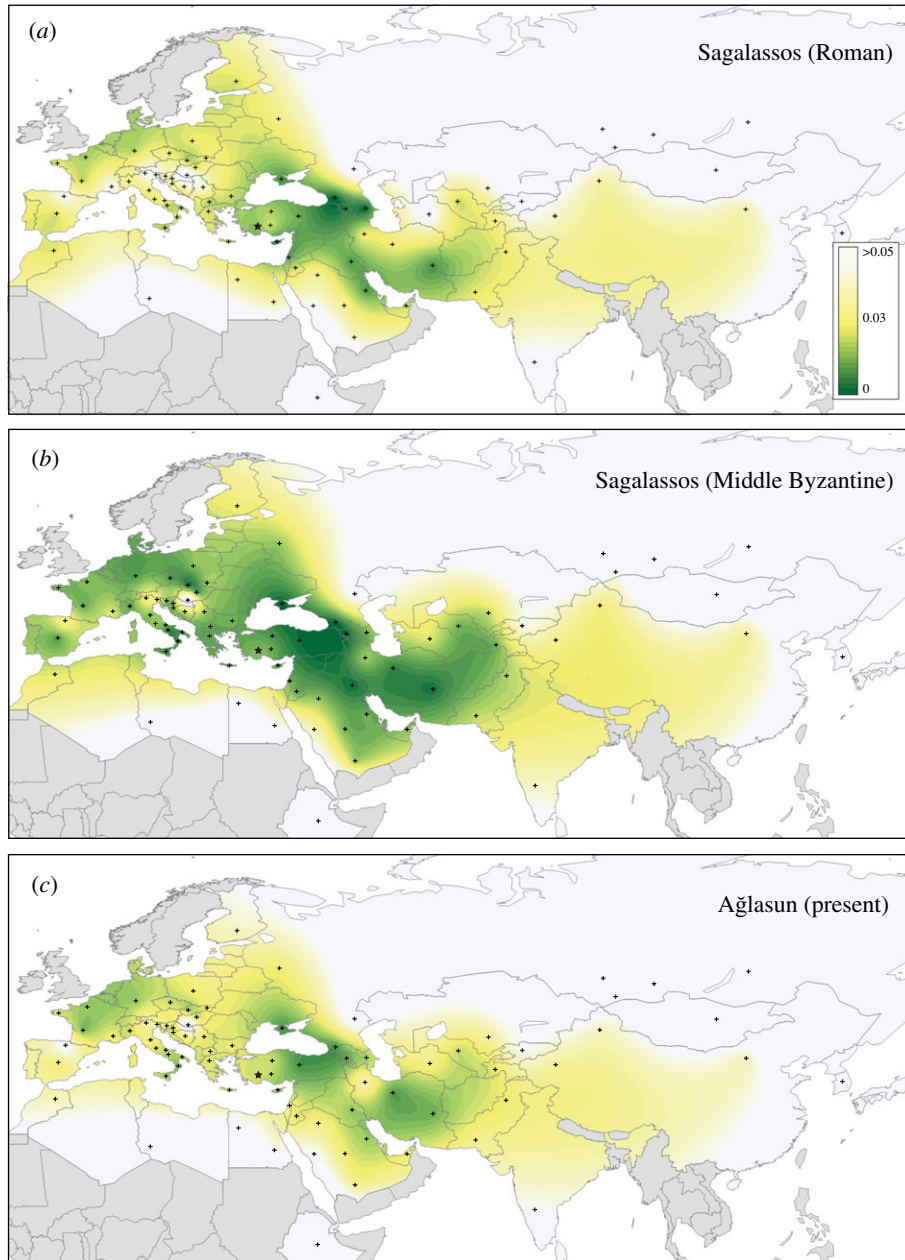 (a)
Sagalassos (Roman)
>0.05
0.03
0
(b)
Sagalassos (Middle Byzantine)
(c)
Ağlasun (present)